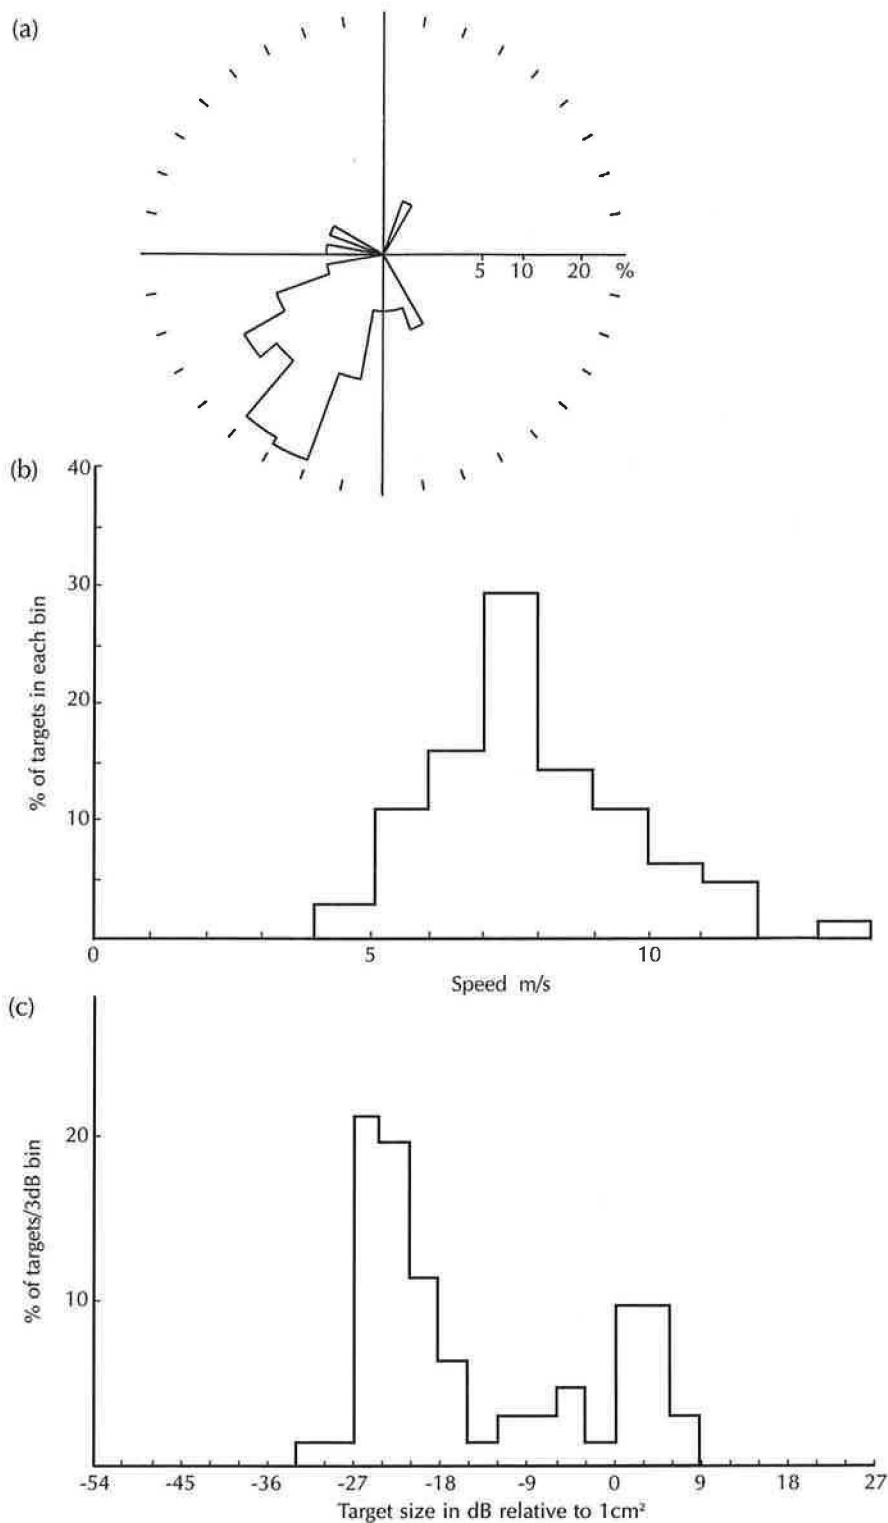 (a)
5 10 20 %
(b)
40
30
20
10
% of targets in each bin
0 5 10
Speed m/s
(c)
20
10
% of targets/3dB bin
-54 -45 -36 -27 -18 -9 0 9 18 27
Target size in dB relative to 1cm²